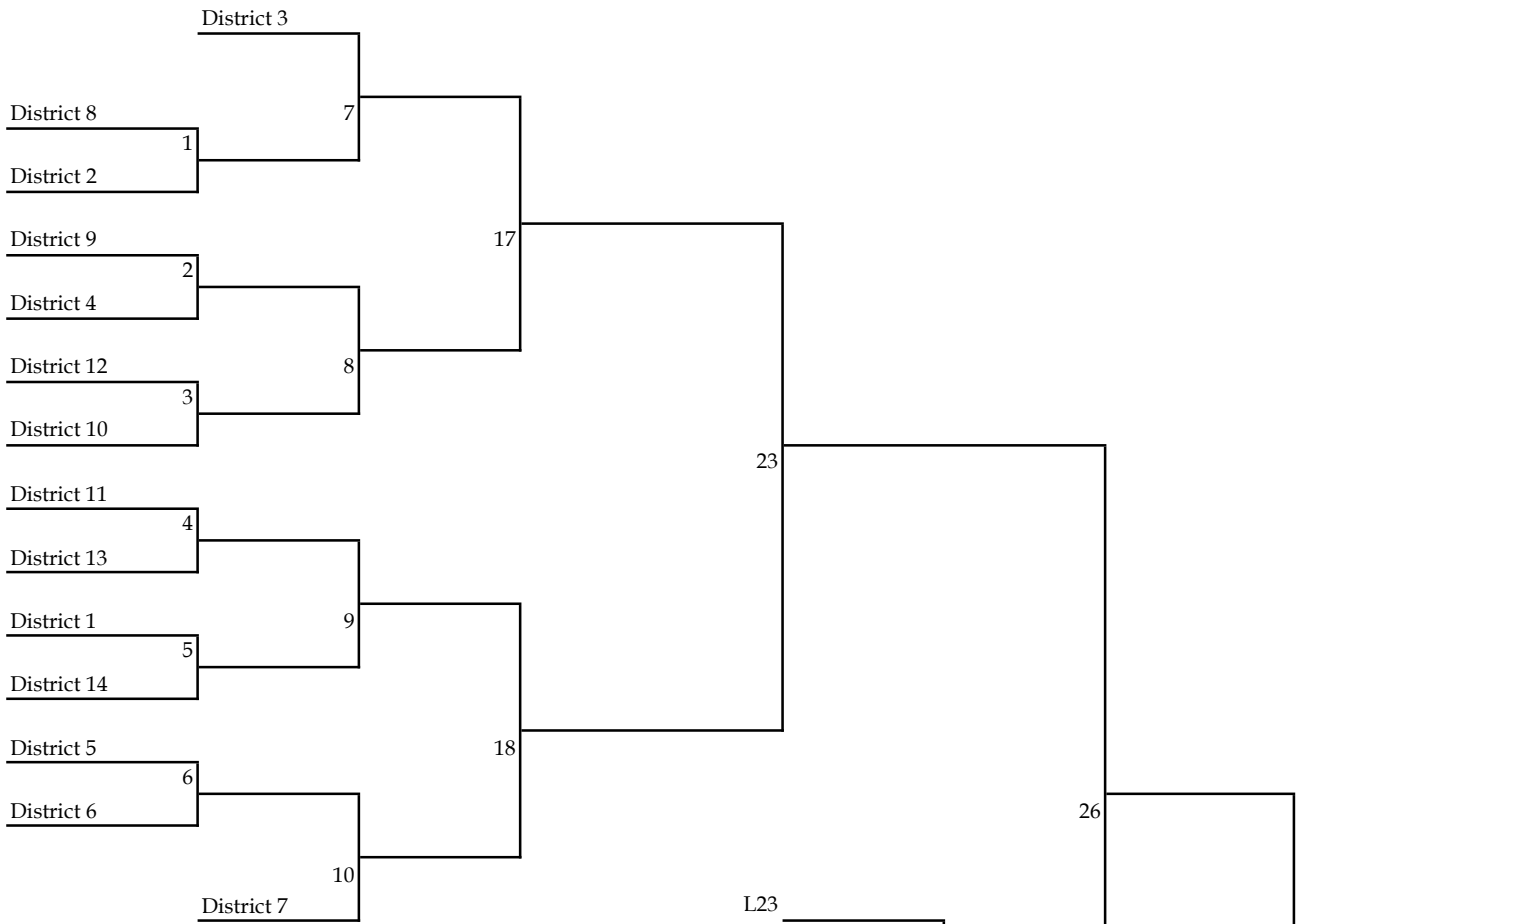 District 3
7
District 8
1
District 2
District 9
17
2
District 4
District 12
8
3
District 10
23
District 11
4
District 13
District 1
9
5
District 14
District 5
18
6
District 6
26
10
District 7
L23